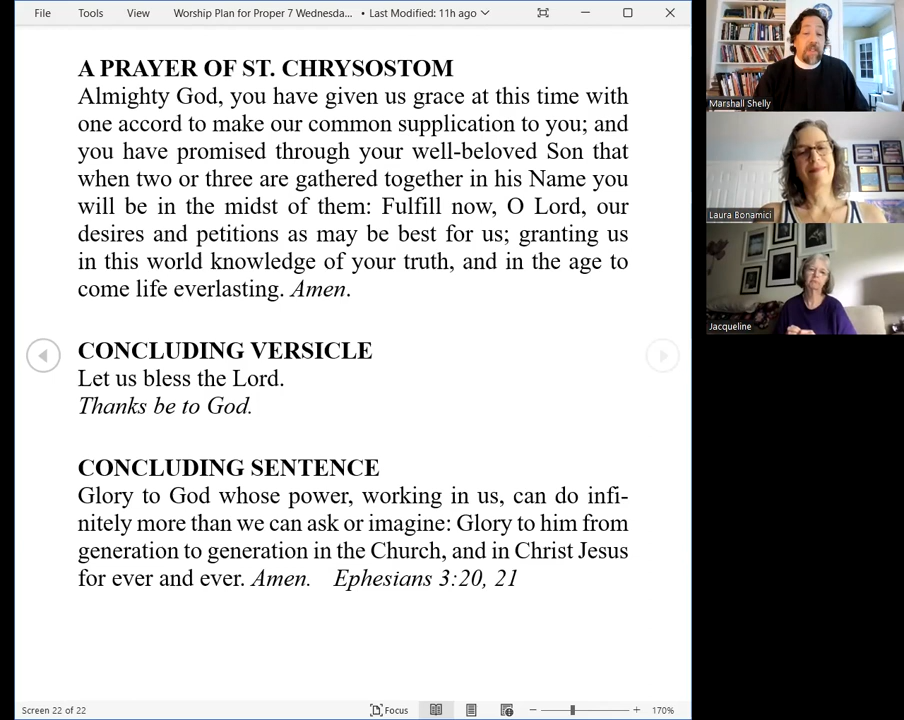 File Tools View Worship Plan for Proper 7 Wednesda... • Last Modified: 11h ago
A PRAYER OF ST. CHRYSOSTOM
Almighty God, you have given us grace at this time with
one accord to make our common supplication to you; and
you have promised through your well-beloved Son that
when two or three are gathered together in his Name you
will be in the midst of them: Fulfill now, O Lord, our
desires and petitions as may be best for us; granting us
in this world knowledge of your truth, and in the age to
come life everlasting. Amen.
CONCLUDING VERSICLE
Let us bless the Lord.
Thanks be to God.
CONCLUDING SENTENCE
Glory to God whose power, working in us, can do infi-
nitely more than we can ask or imagine: Glory to him from
generation to generation in the Church, and in Christ Jesus
for ever and ever. Amen. Ephesians 3:20, 21
Screen 22 of 22 Focus 170%
Marshall Shelly
Laura Bonamici
Jacqueline